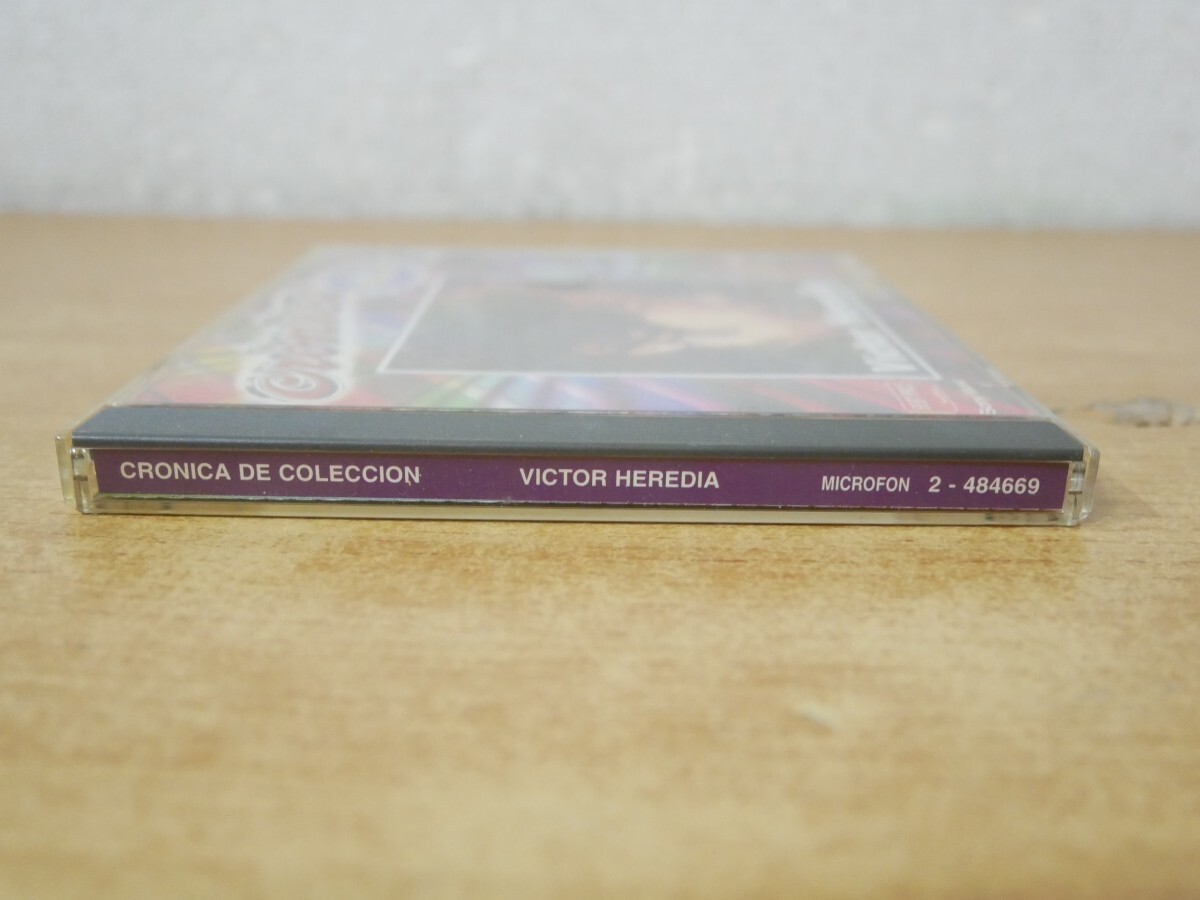 CRONICA DE COLECCION VICTOR HEREDIA MICROFON 2 - 484669